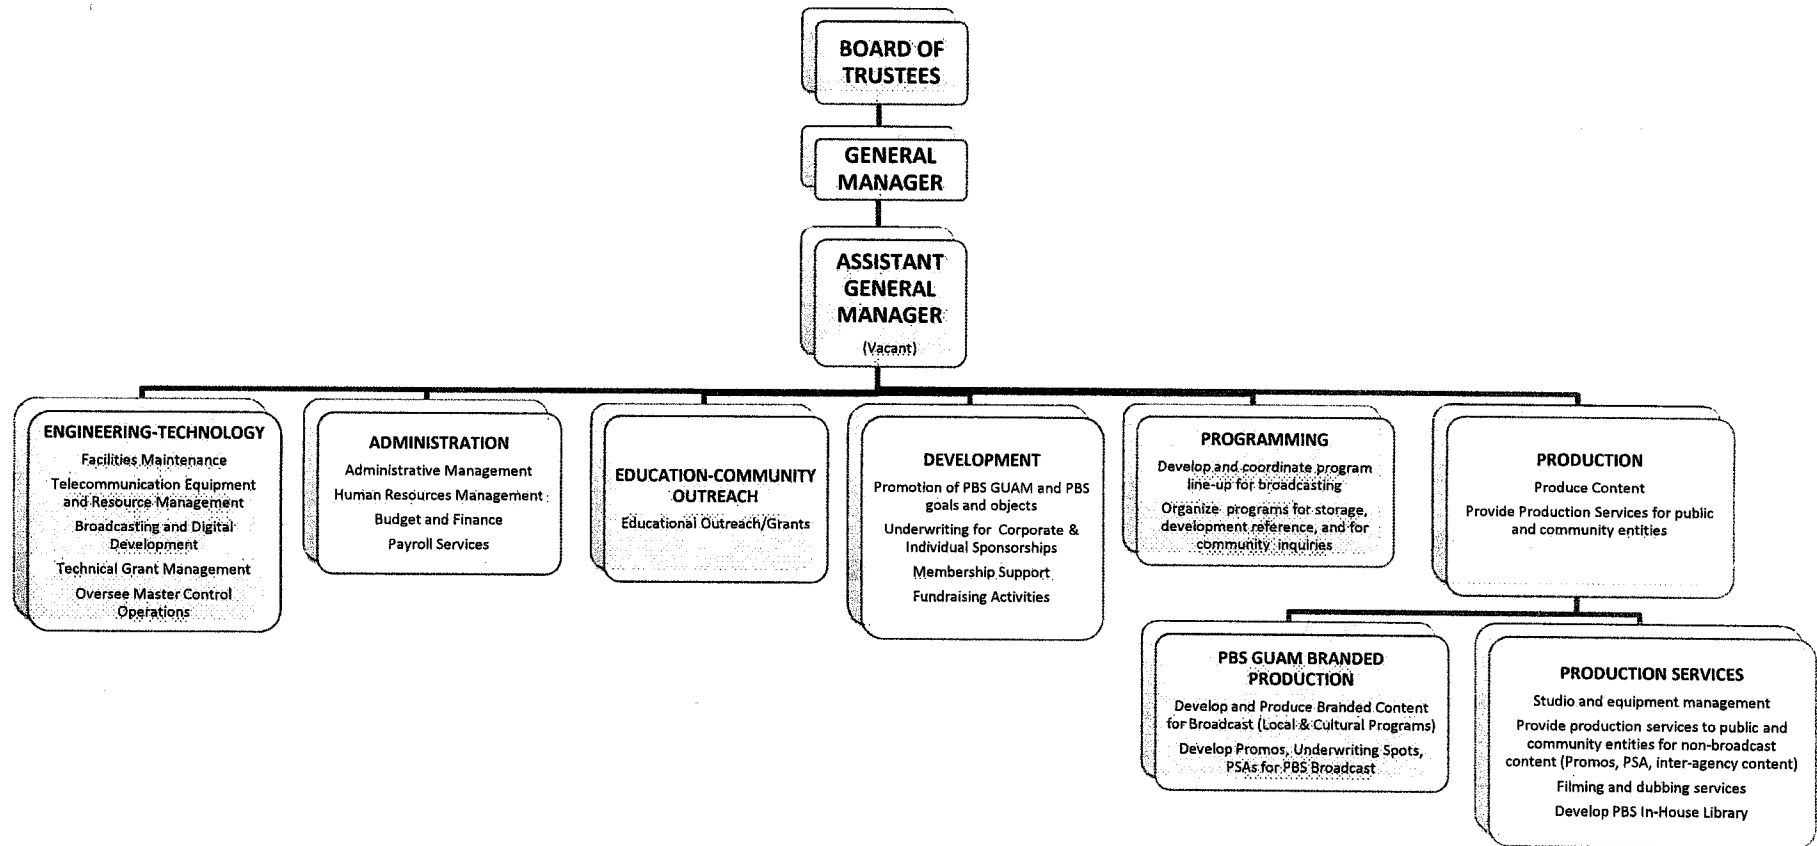 BOARD OF
TRUSTEES
GENERAL
MANAGER
ASSISTANT
GENERAL
MANAGER
(Vacant)
ENGINEERING-TECHNOLOGY
Facilities Maintenance
Telecommunication Equipment
and Resource Management
Broadcasting and Digital
Development
Technical Grant Management
Oversee Master Control
Operations
ADMINISTRATION
Administrative Management
Human Resources Management
Budget and Finance
Payroll Services
EDUCATION-COMMUNITY
OUTREACH
Educational Outreach/Grants
DEVELOPMENT
Promotion of PBS GUAM and PBS
goals and objects
Underwriting for Corporate &
Individual Sponsorships
Membership Support
Fundraising Activities
PROGRAMMING
Develop and coordinate program
line-up for broadcasting
Organize programs for storage,
development reference, and for
community inquiries
PRODUCTION
Produce Content
Provide Production Services for public
and community entities
PBS GUAM BRANDED
PRODUCTION
Develop and Produce Branded Content
for Broadcast (Local & Cultural Programs)
Develop Promos, Underwriting Spots,
PSAs for PBS Broadcast
PRODUCTION SERVICES
Studio and equipment management
Provide production services to public and
community entities for non-broadcast
content (Promos, PSA, inter-agency content)
Filming and dubbing services
Develop PBS In-House Library